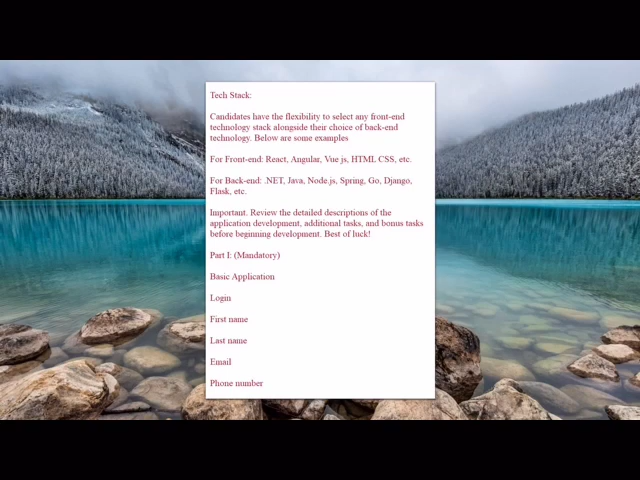 Tech Stack:
Candidates have the flexibility to select any front-end
technology stack alongside their choice of back-end
technology. Below are some examples
For Front-end: React, Angular, Vue js, HTML CSS, etc.
For Back-end: .NET, Java, Node.js, Spring, Go, Django,
Flask, etc.
Important. Review the detailed descriptions of the
application development, additional tasks, and bonus tasks
before beginning development. Best of luck!
Part I: (Mandatory)
Basic Application
Login
First name
Last name
Email
Phone number